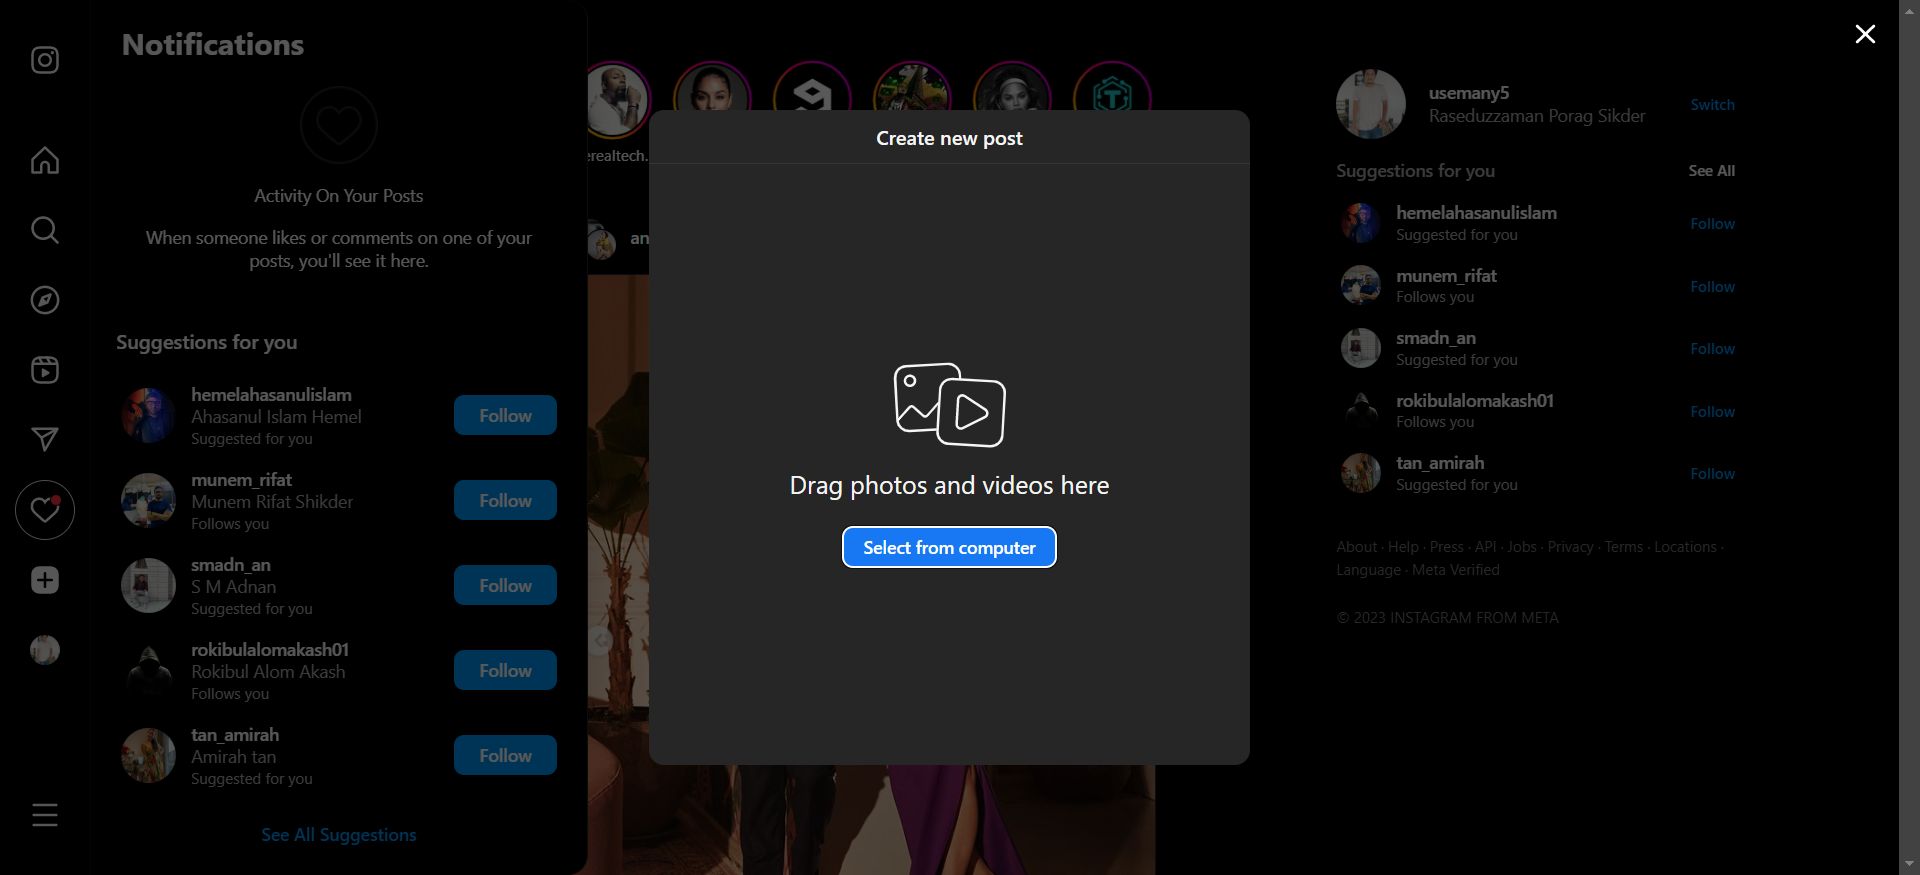 Notifications
Activity On Your Posts
When someone likes or comments on one of your
posts, you'll see it here.
Suggestions for you
hemelahasanulislam
Ahasanul Islam Hemel
Suggested for you
Follow
munem_rifat
Munem Rifat Shikder
Follows you
Follow
smadn_an
S M Adnan
Suggested for you
Follow
rokibulalomakash01
Rokibul Alom Akash
Follows you
Follow
tan_amirah
Amirah tan
Suggested for you
Follow
See All Suggestions
erealtech.
an
Create new post
Drag photos and videos here
Select from computer
usemany5
Raseduzzaman Porag Sikder
Switch
Suggestions for you
See All
hemelahasanulislam
Suggested for you
Follow
munem_rifat
Follows you
Follow
smadn_an
Suggested for you
Follow
rokibulalomakash01
Follows you
Follow
tan_amirah
Suggested for you
Follow
About · Help · Press · API · Jobs · Privacy · Terms · Locations ·
Language · Meta Verified
© 2023 INSTAGRAM FROM META